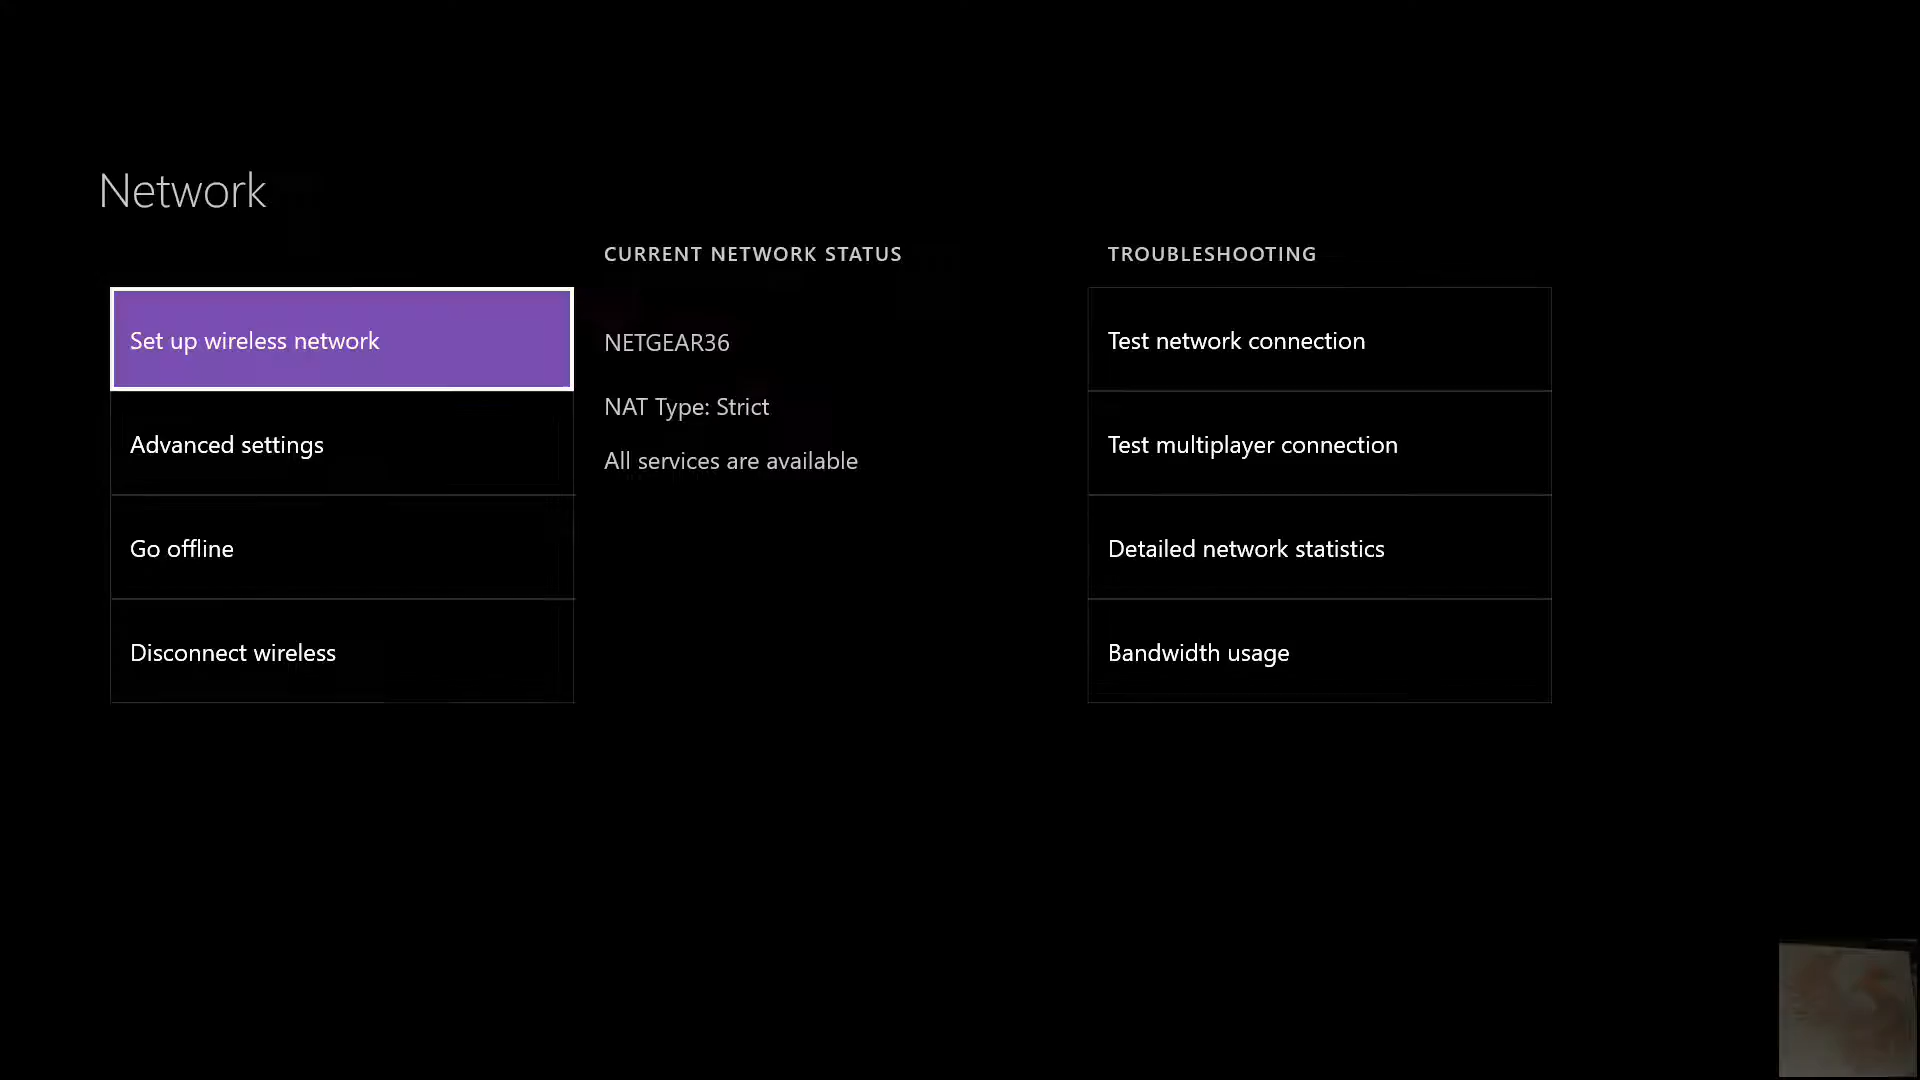 Network
Set up wireless network
Advanced settings
Go offline
Disconnect wireless
CURRENT NETWORK STATUS
NETGEAR36
NAT Type: Strict
All services are available
TROUBLESHOOTING
Test network connection
Test multiplayer connection
Detailed network statistics
Bandwidth usage